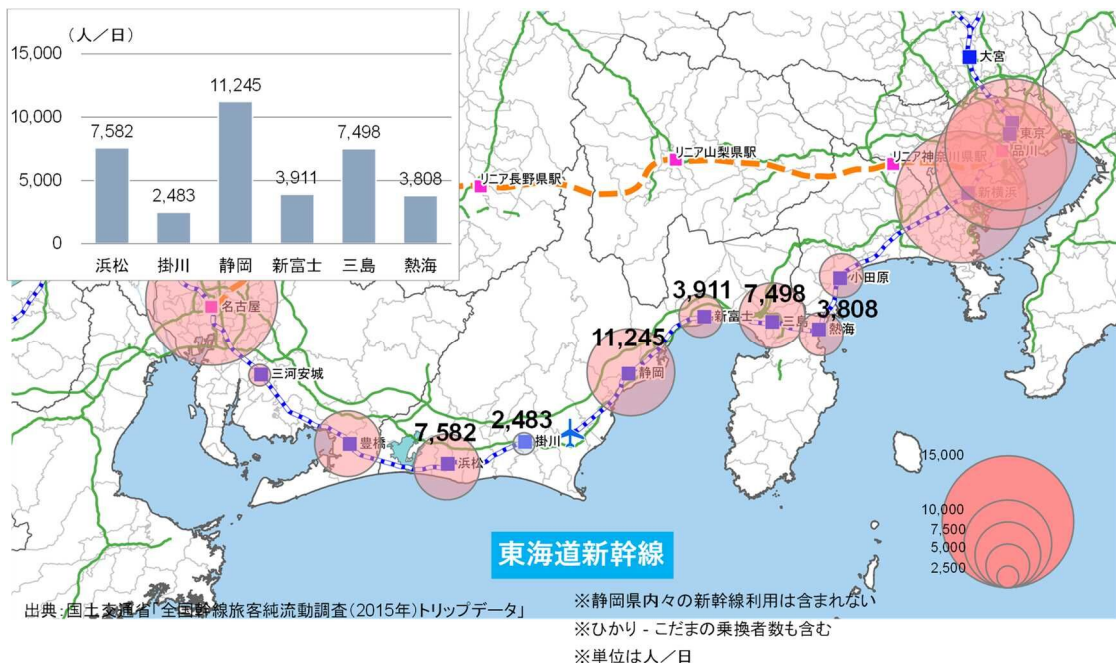 (人/日)
15,000
10,000
5,000
0
7,582
2,483
11,245
3,911
7,498
3,808
浜松
掛川
静岡
新富士
三島
熱海
大宮
東京
品川
リニア神奈川県駅
リニア山梨県駅
リニア長野県駅
新横浜
小田原
3,808
熱海
7,498
三島
3,911
新富士
11,245
静岡
2,483
掛川
7,582
浜松
豊橋
三河安城
名古屋
15,000
10,000
7,500
5,000
2,500
東海道新幹線
出典:国土交通省「全国幹線旅客純流動調査(2015年)トリップデータ」
※静岡県内々の新幹線利用は含まれない
※ひかり - こだまの乗換者数も含む
※単位は人/日